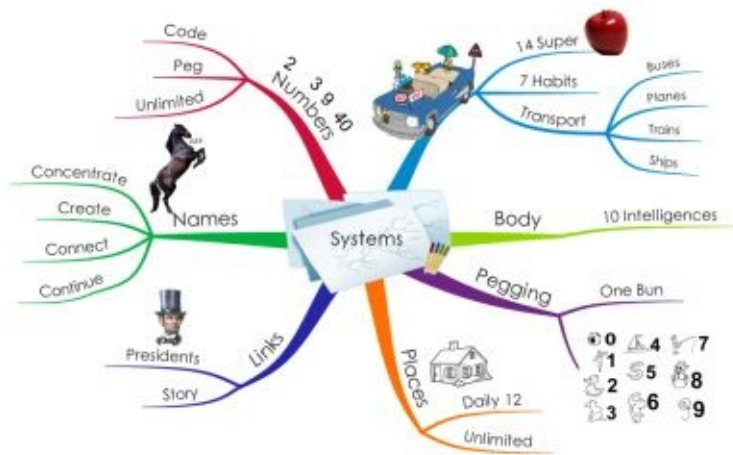 Code
Peg
Unlimited
2 3 9 40
Numbers
14 Super
7 Habits
Transport
Buses
Planes
Trains
Ships
Concentrate
Create
Connect
Continue
Names
Systems
Body
10 Intelligences
Pegging
One Bun
0 4 7
1
2 5 8
3 6 9
Presidents
Story
Links
Places
Daily 12
Unlimited